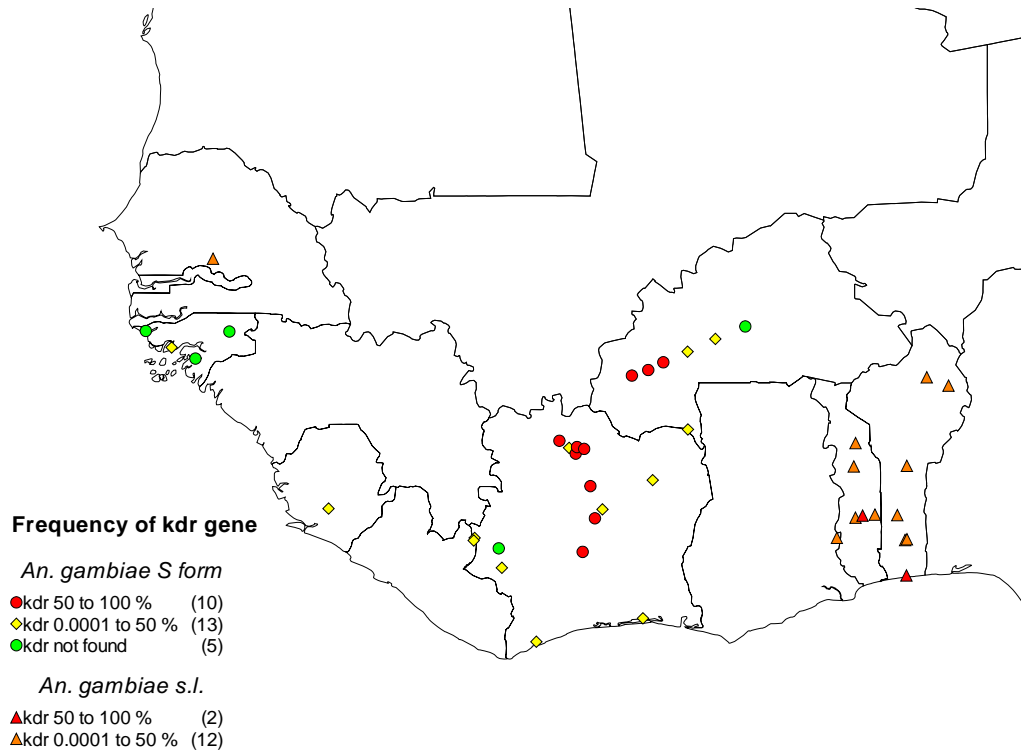 Frequency of kdr gene
An. gambiae S form
kdr 50 to 100 % (10)
kdr 0.0001 to 50 % (13)
kdr not found (5)
An. gambiae s.l.
kdr 50 to 100 % (2)
kdr 0.0001 to 50 % (12)